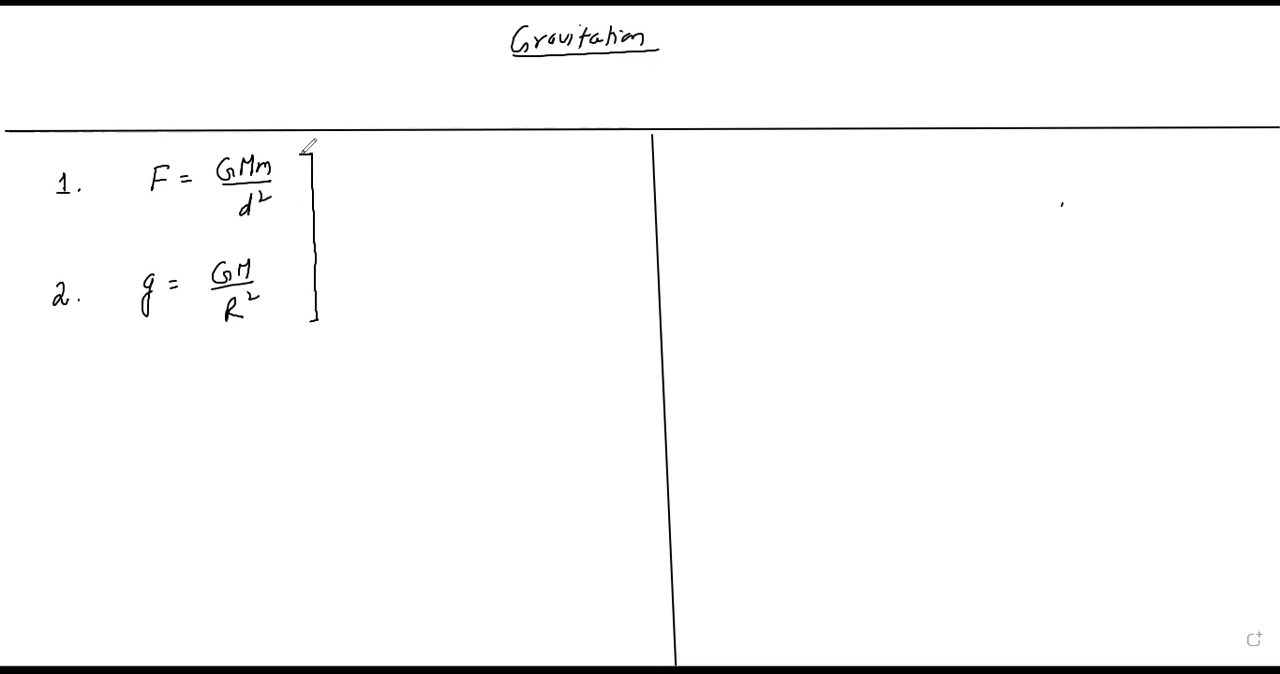 Gravitation
1. F = GMm/d²
2. g = GM/R²